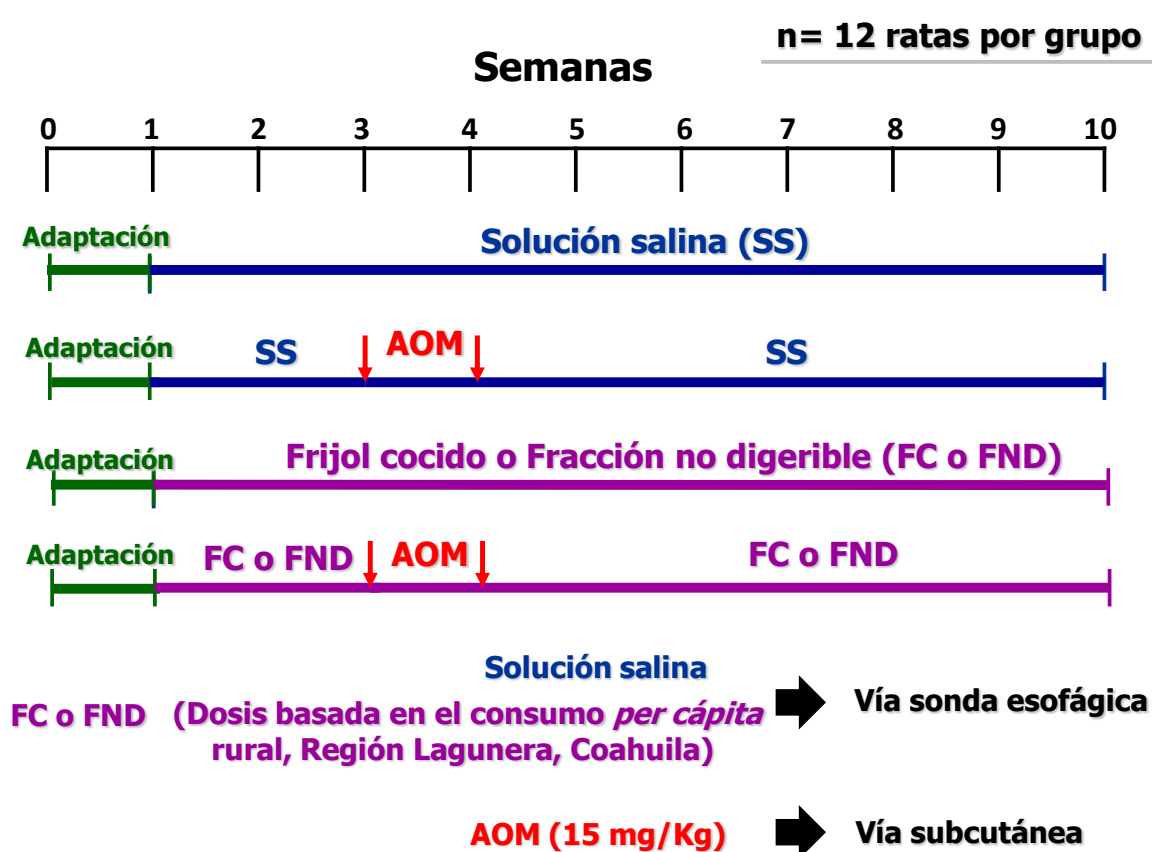 n= 12 ratas por grupo
Semanas
0 1 2 3 4 5 6 7 8 9 10
Adaptación
Solución salina (SS)
Adaptación
SS
AOM
SS
Adaptación
Frijol cocido o Fracción no digerible (FC o FND)
Adaptación
FC o FND
AOM
FC o FND
Solución salina
FC o FND
(Dosis basada en el consumo per cápita
rural, Región Lagunera, Coahuila)
Vía sonda esofágica
AOM (15 mg/Kg)
Vía subcutánea